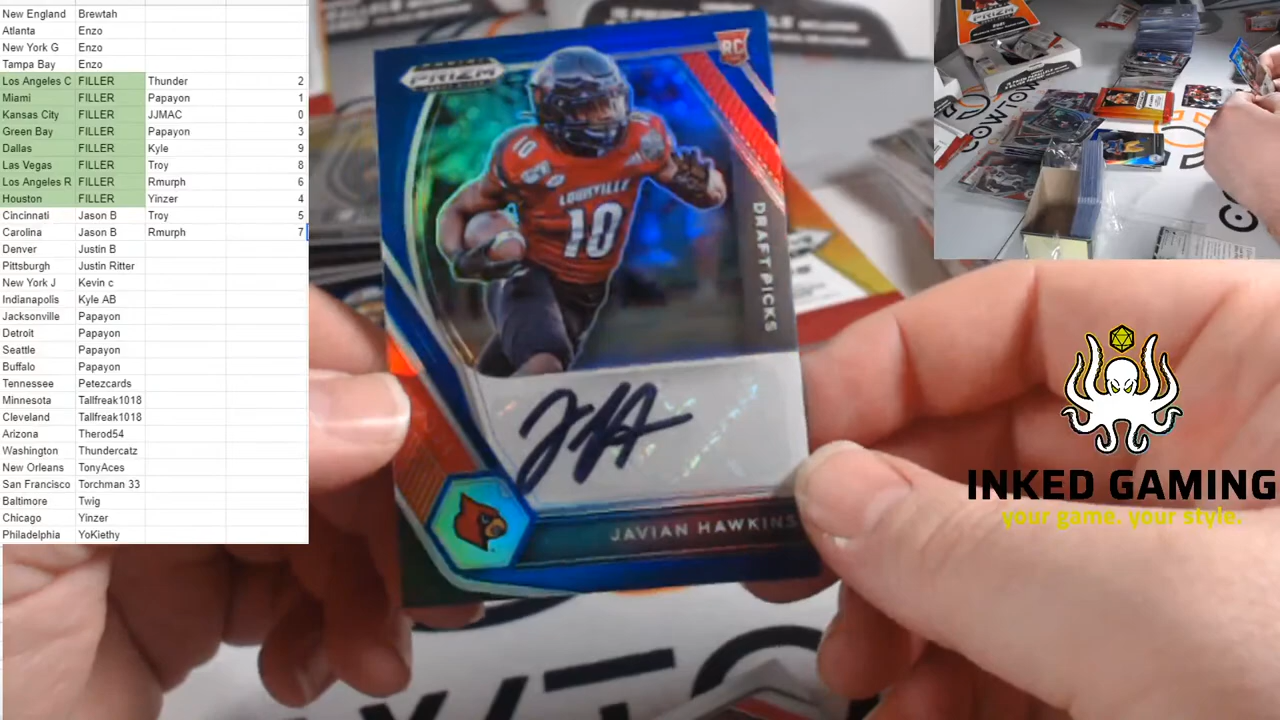 New England Brewtah
Atlanta Enzo
New York G Enzo
Tampa Bay Enzo
Los Angeles C FILLER Thunder 2
Miami FILLER Papayon 1
Kansas City FILLER JJMAC 0
Green Bay FILLER Papayon 3
Dallas FILLER Kyle 9
Las Vegas FILLER Troy 8
Los Angeles R FILLER Rmurph 6
Houston FILLER Yinzer 4
Cincinnati Jason B Troy 5
Carolina Jason B Rmurph 7
Denver Justin B
Pittsburgh Justin Ritter
New York J Kevin c
Indianapolis Kyle AB
Jacksonville Papayon
Detroit Papayon
Seattle Papayon
Buffalo Papayon
Tennessee Petezcards
Minnesota Tallfreak1018
Cleveland Tallfreak1018
Arizona Therod54
Washington Thundercatz
New Orleans TonyAces
San Francisco Torchman 33
Baltimore Twig
Chicago Yinzer
Philadelphia YoKiethy
PRIZM
RC
LOUISVILLE
10
10
DRAFT PICKS
JH
JAVIAN HAWKINS
PRIZM
COWTOW
INKED GAMING
your game. your style.